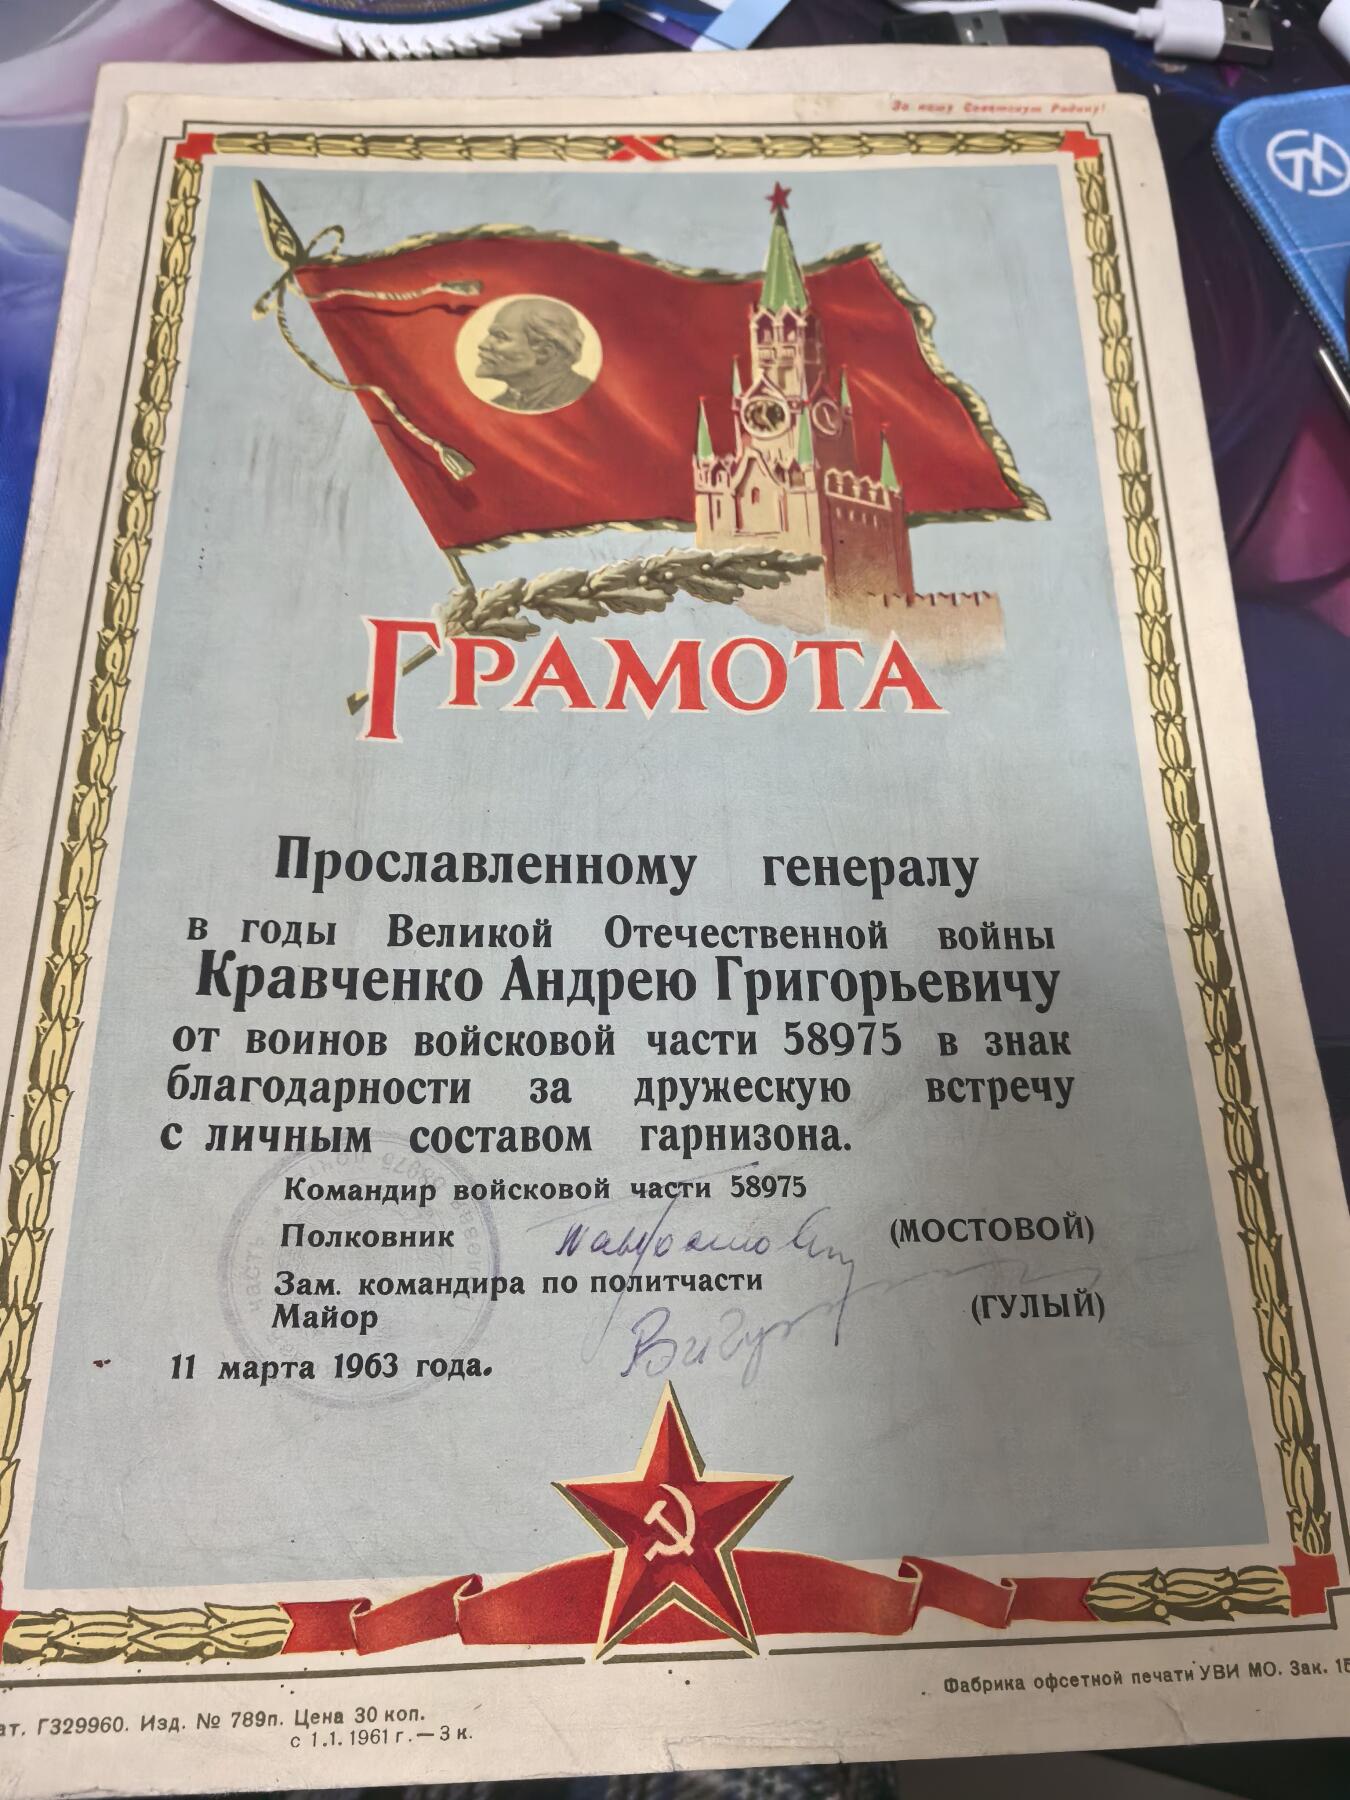 За нашу Советскую Родину!
ГРАМОТА
Прославленному генералу
в годы Великой Отечественной войны
Кравченко Андрею Григорьевичу
от воинов войсковой части 58975 в знак
благодарности за дружескую встречу
с личным составом гарнизона.
Командир войсковой части 58975
Полковник (МОСТОВОЙ)
Зам. командира по политчасти
Майор (ГУЛЫЙ)
11 марта 1963 года.
Фабрика офсетной печати УВИ МО. Зак. 15
ат. Г329960. Изд. № 789п. Цена 30 коп.
с 1.1.1961 г.—3 к.